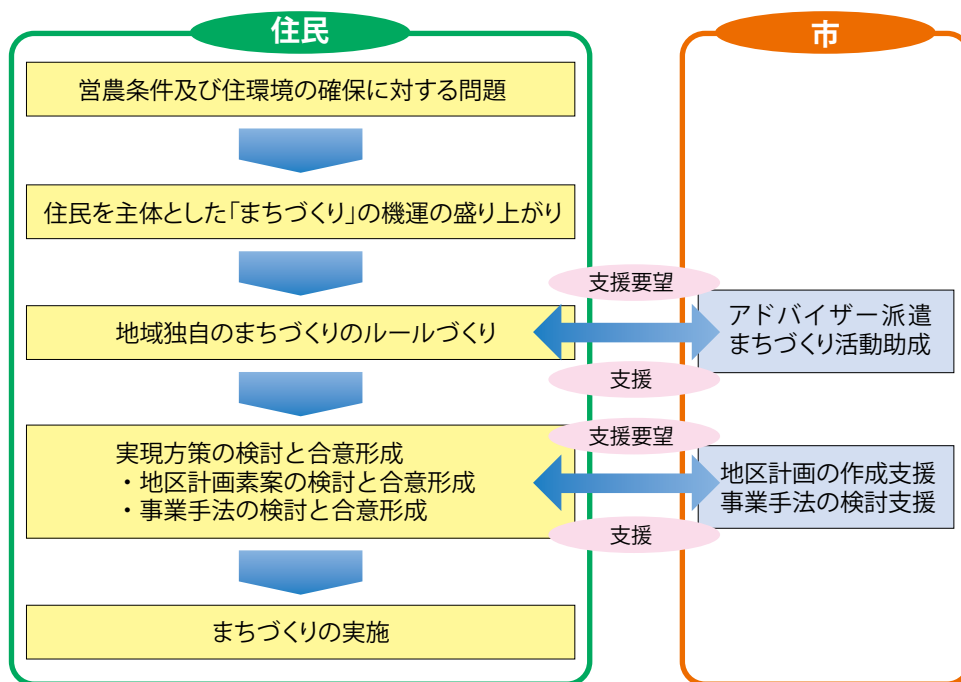 住民
市
営農条件及び住環境の確保に対する問題
住民を主体とした「まちづくり」の機運の盛り上がり
支援要望
地域独自のまちづくりのルールづくり
アドバイザー派遣
まちづくり活動助成
支援
支援要望
実現方策の検討と合意形成
・地区計画素案の検討と合意形成
・事業手法の検討と合意形成
地区計画の作成支援
事業手法の検討支援
支援
まちづくりの実施